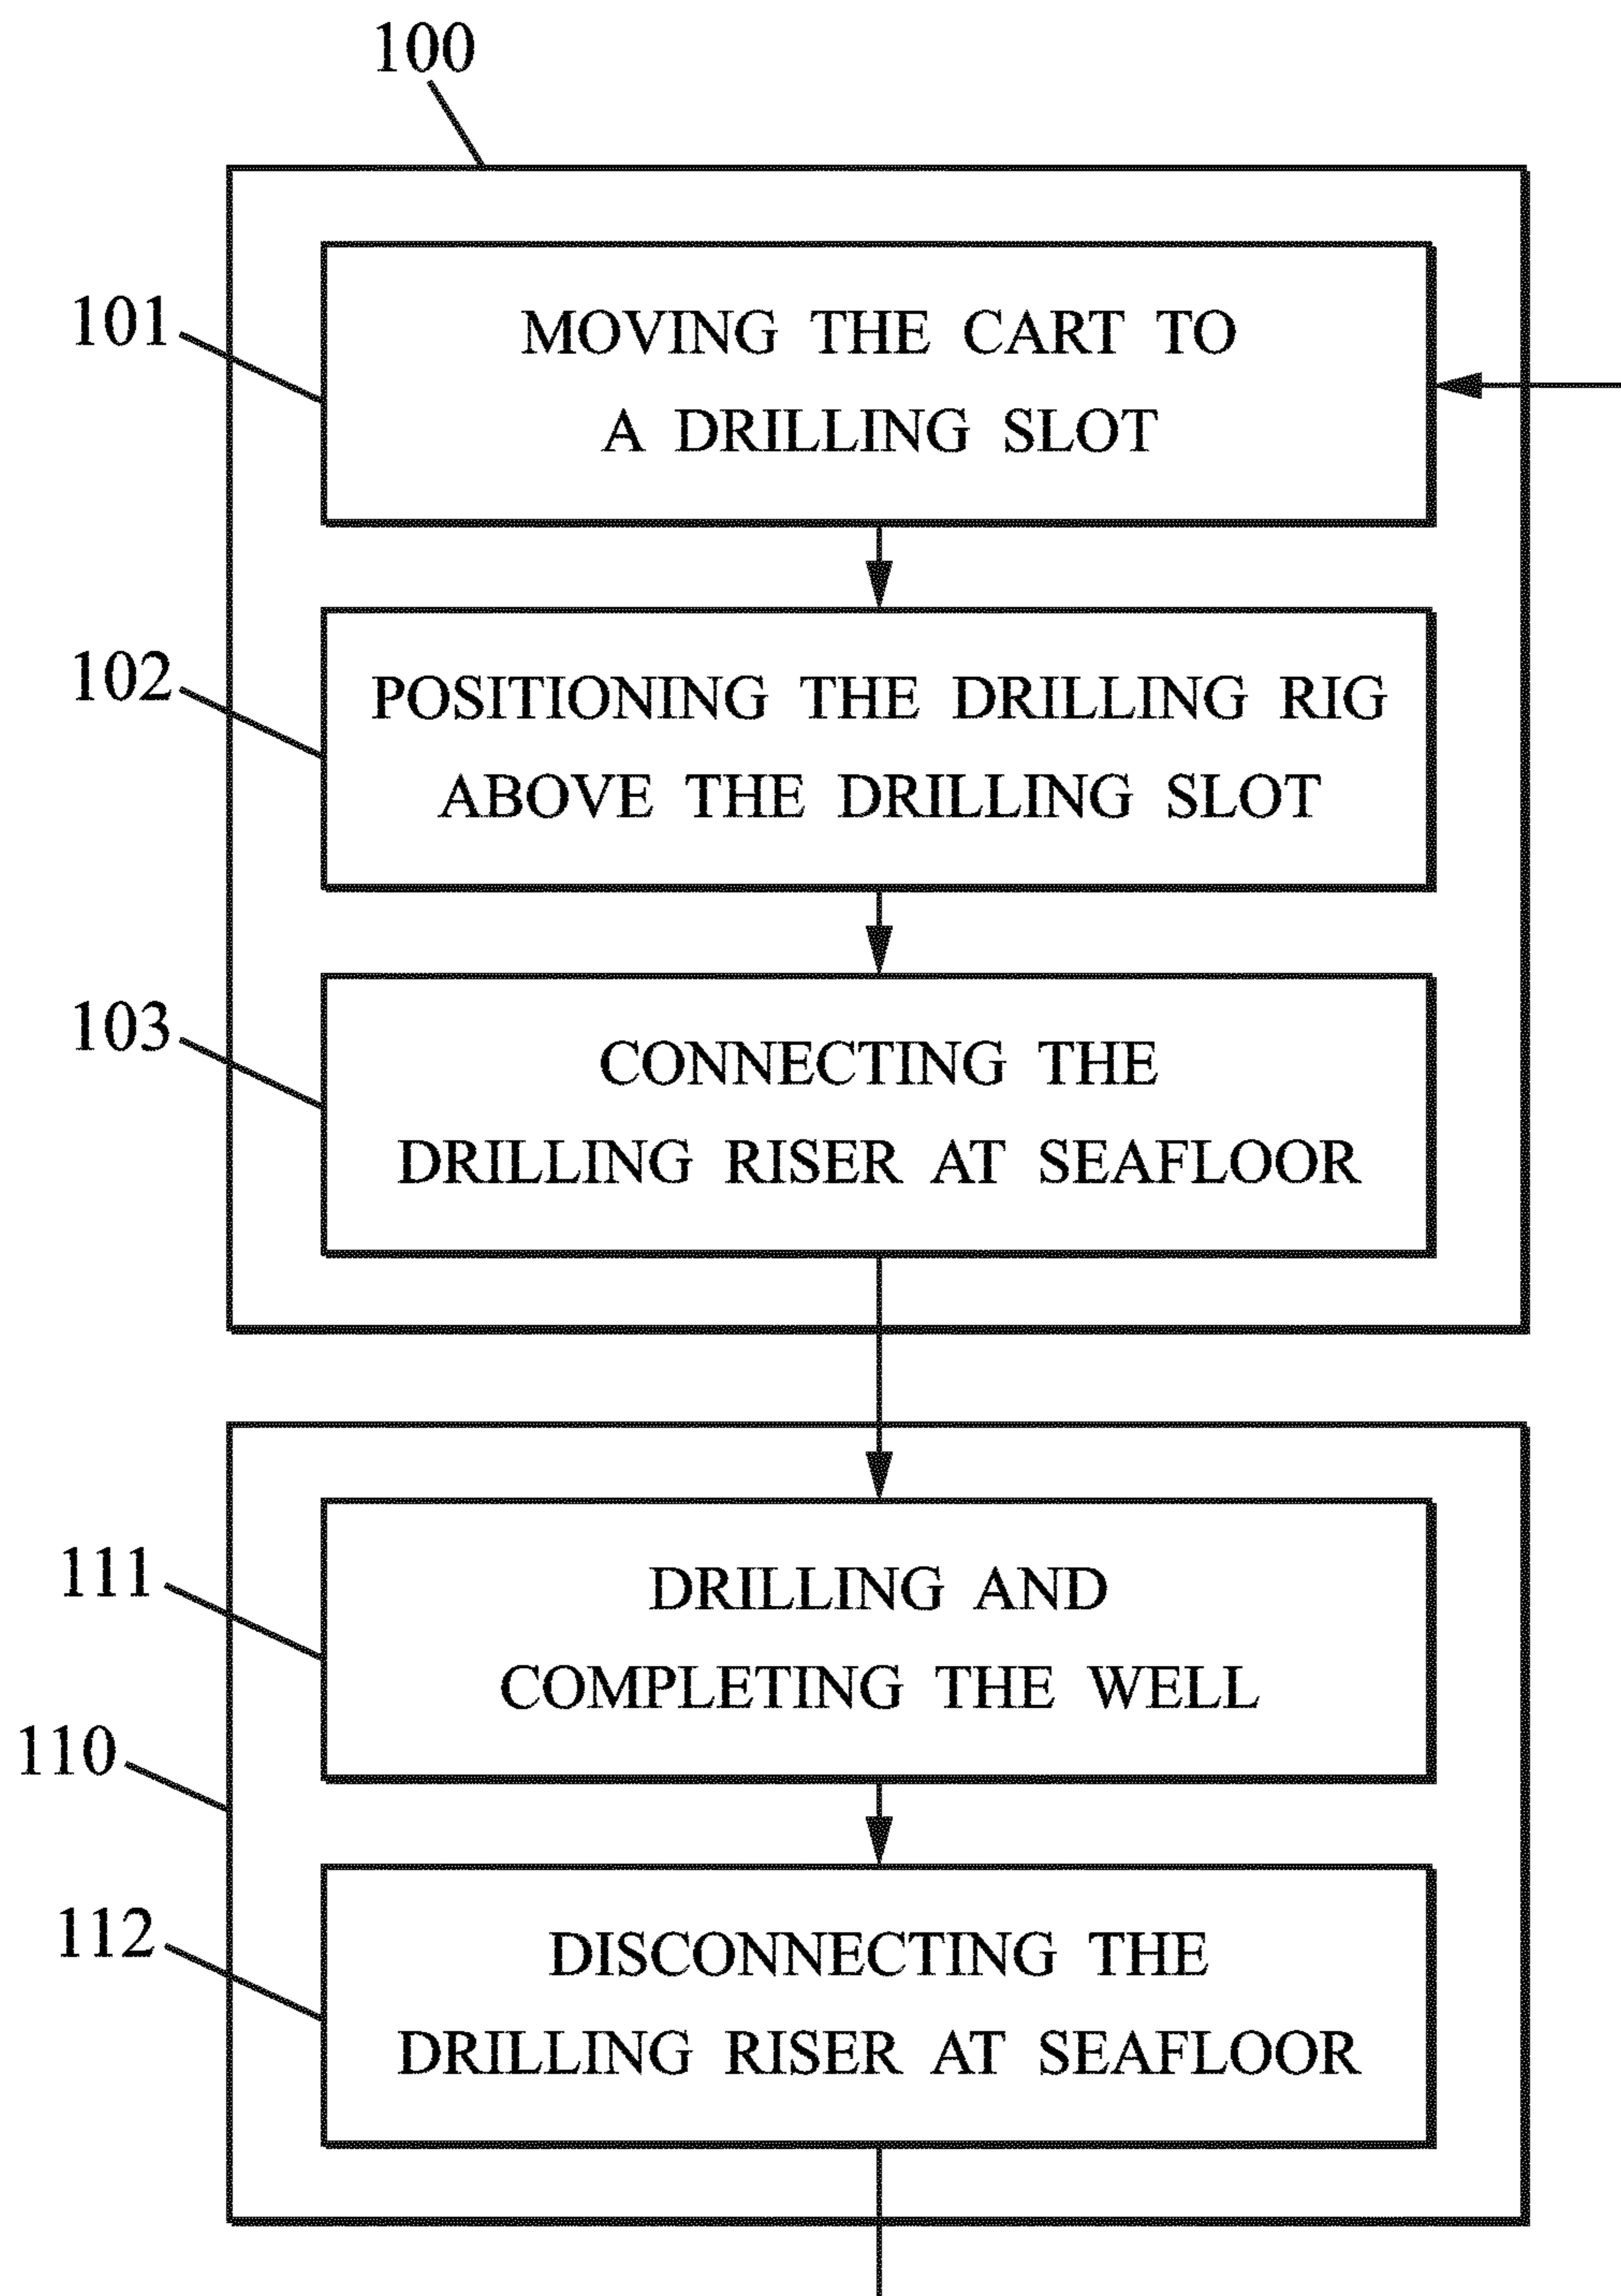 100
101
MOVING THE CART TO
A DRILLING SLOT
102
POSITIONING THE DRILLING RIG
ABOVE THE DRILLING SLOT
103
CONNECTING THE
DRILLING RISER AT SEAFLOOR
111
DRILLING AND
COMPLETING THE WELL
110
112
DISCONNECTING THE
DRILLING RISER AT SEAFLOOR